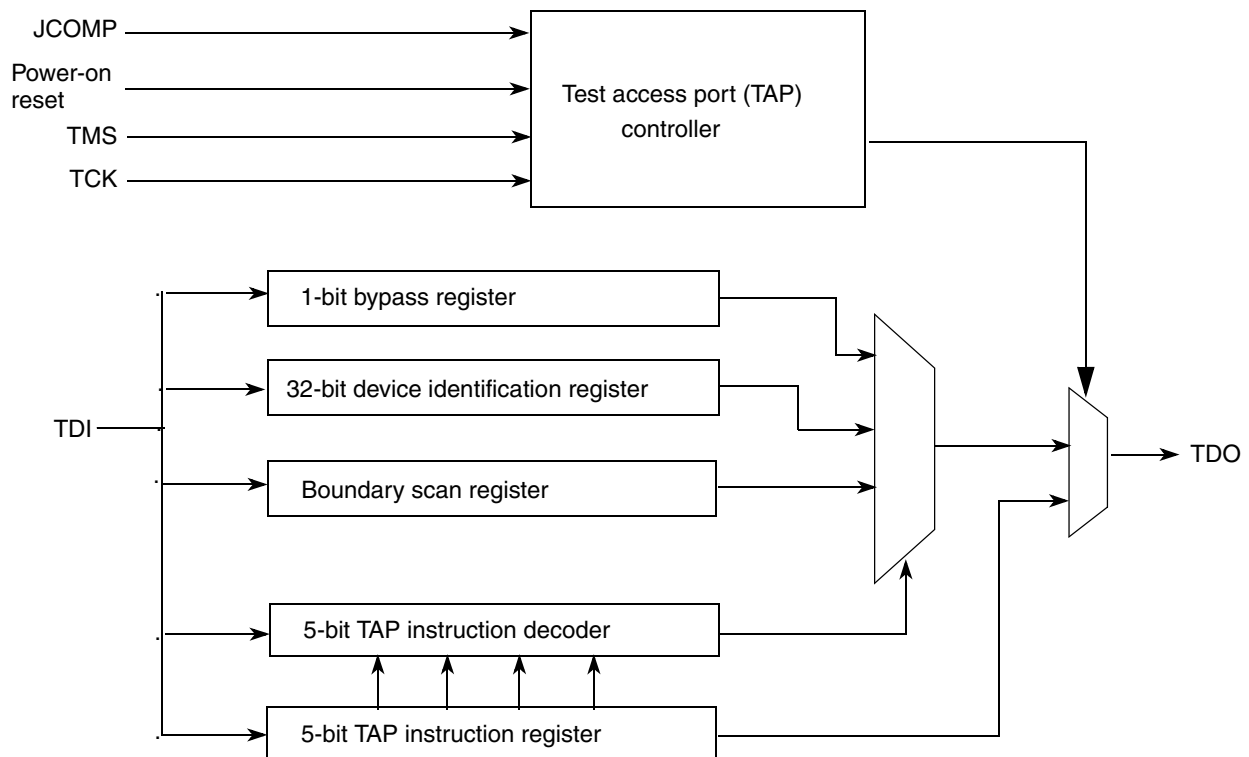 JCOMP
Power-on
reset
TMS
TCK
Test access port (TAP)
controller
1-bit bypass register
32-bit device identification register
TDI
Boundary scan register
TDO
5-bit TAP instruction decoder
5-bit TAP instruction register